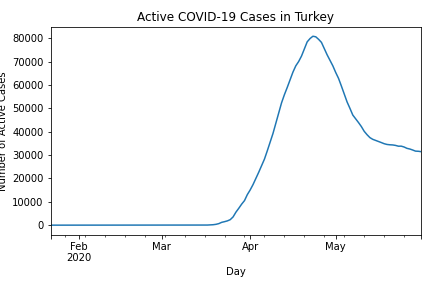 Active COVID-19 Cases in Turkey
80000
70000
60000
50000
40000
30000
20000
10000
0
Number of Active Cases
Feb
2020
Mar
Apr
May
Day